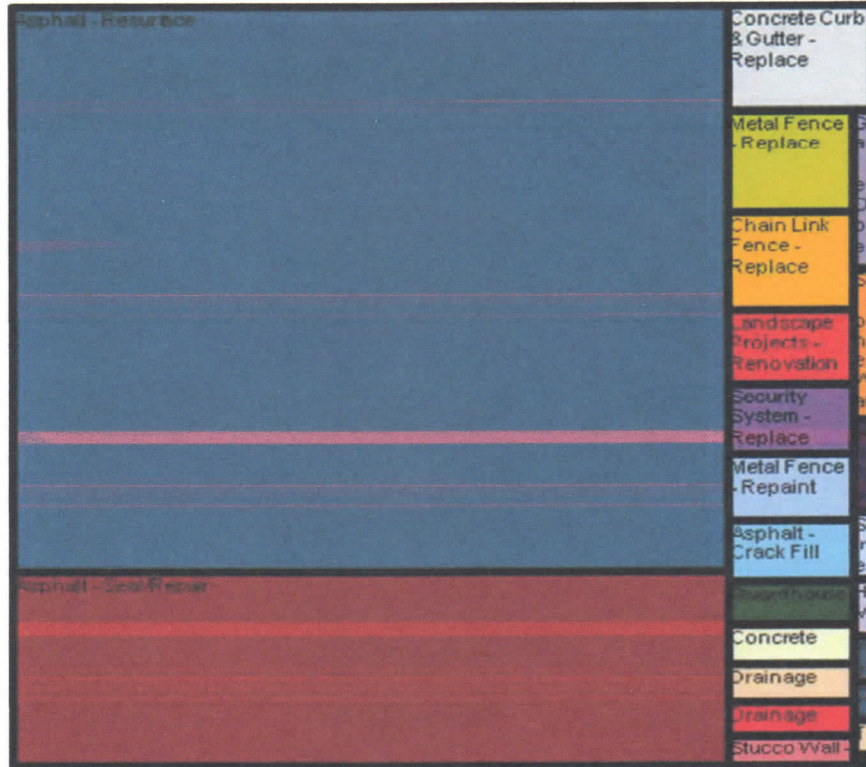 Asphalt - Resurface
Asphalt - Seal/Repair
Concrete Curb
& Gutter -
Replace
Metal Fence
- Replace
Chain Link
Fence -
Replace
Landscape
Projects -
Renovation
Security
System -
Replace
Metal Fence
- Repaint
Asphalt -
Crack Fill
Guardhouse
Concrete
Drainage
Drainage
Stucco Wall -